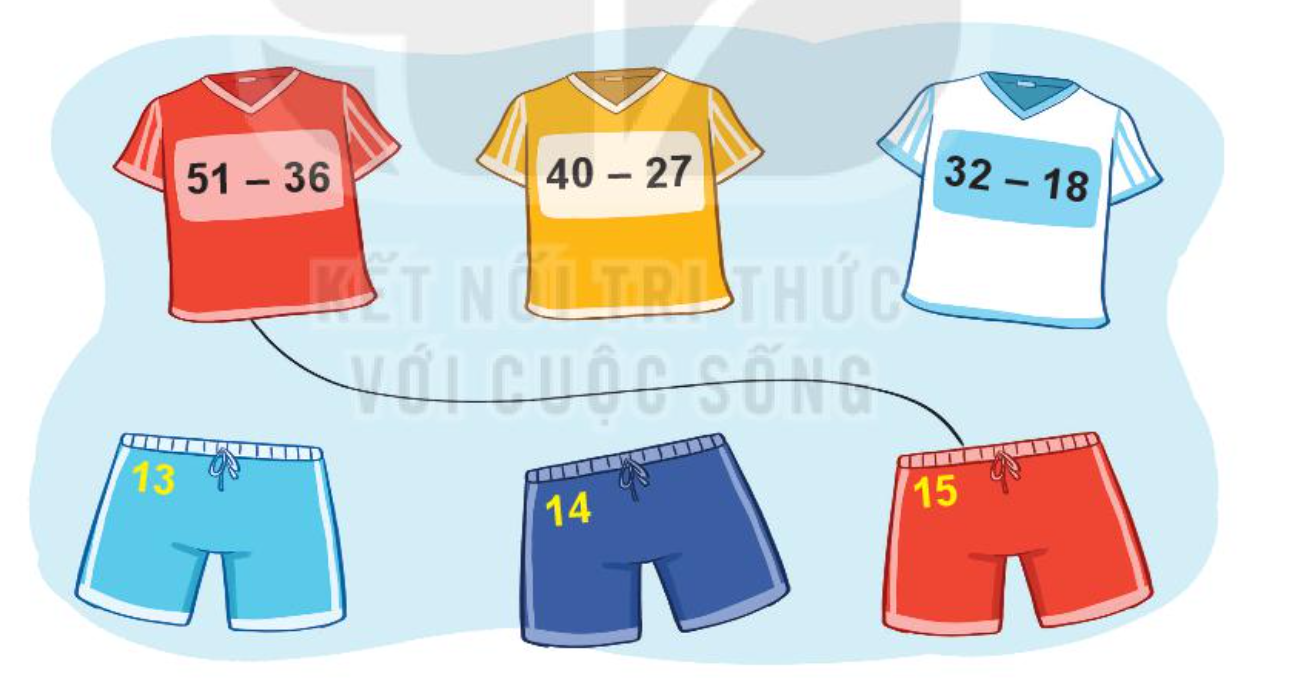 51 – 36
40 – 27
32 – 18
KẾT NỐI TRI THỨC
VỚI CUỘC SỐNG
13
14
15